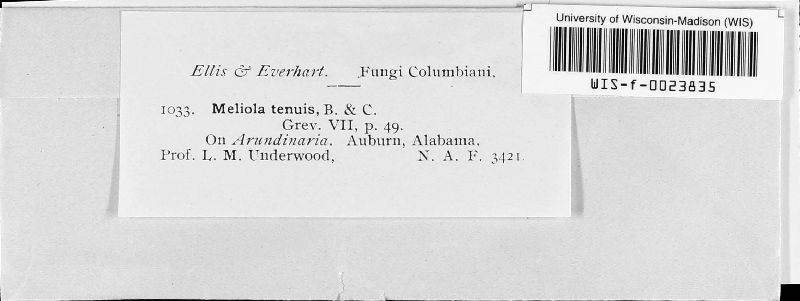 University of Wisconsin-Madison (WIS)
WIS-f-0023835
Ellis & Everhart. Fungi Columbiani.
1033. Meliola tenuis, B. & C.
Grev. VII, p. 49.
On Arundinaria. Auburn, Alabama.
Prof. L. M. Underwood, N. A. F. 3421.